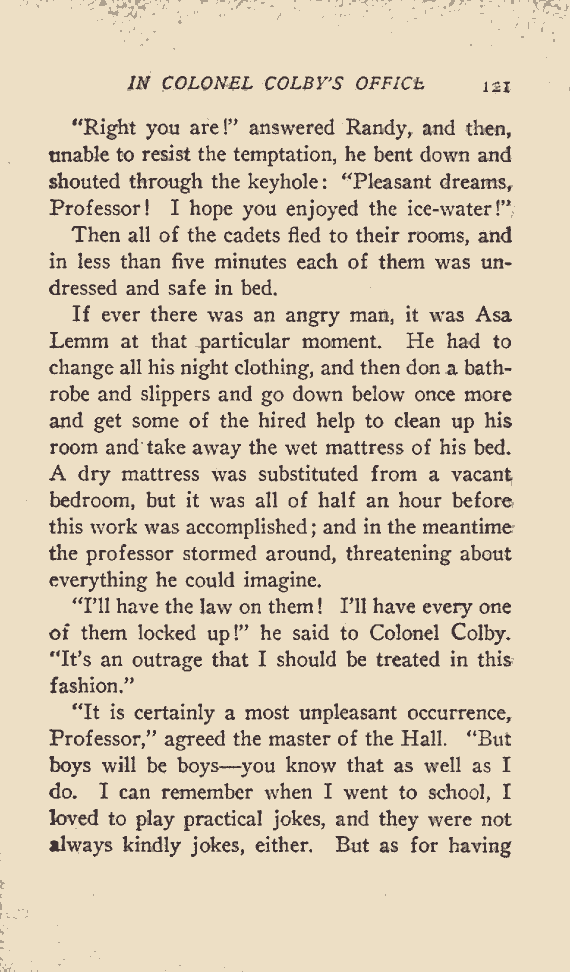 IN COLONEL COLBY'S OFFICE 121
"Right you are!" answered Randy, and then,
unable to resist the temptation, he bent down and
shouted through the keyhole: "Pleasant dreams,
Professor! I hope you enjoyed the ice-water!"
Then all of the cadets fled to their rooms, and
in less than five minutes each of them was un-
dressed and safe in bed.
If ever there was an angry man, it was Asa
Lemm at that particular moment. He had to
change all his night clothing, and then don a bath-
robe and slippers and go down below once more
and get some of the hired help to clean up his
room and take away the wet mattress of his bed.
A dry mattress was substituted from a vacant
bedroom, but it was all of half an hour before
this work was accomplished; and in the meantime
the professor stormed around, threatening about
everything he could imagine.
"I'll have the law on them! I'll have every one
of them locked up!" he said to Colonel Colby.
"It's an outrage that I should be treated in this
fashion."
"It is certainly a most unpleasant occurrence,
Professor," agreed the master of the Hall. "But
boys will be boys—you know that as well as I
do. I can remember when I went to school, I
loved to play practical jokes, and they were not
always kindly jokes, either. But as for having